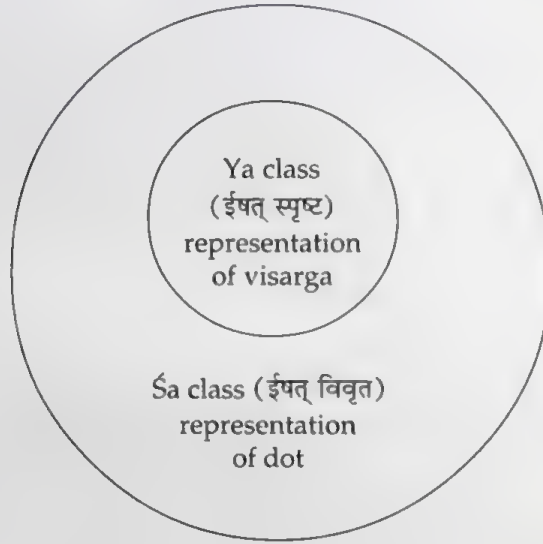 Ya class
(ईषत् स्पृष्ट)
representation
of visarga
Śa class (ईषत् विवृत)
representation
of dot